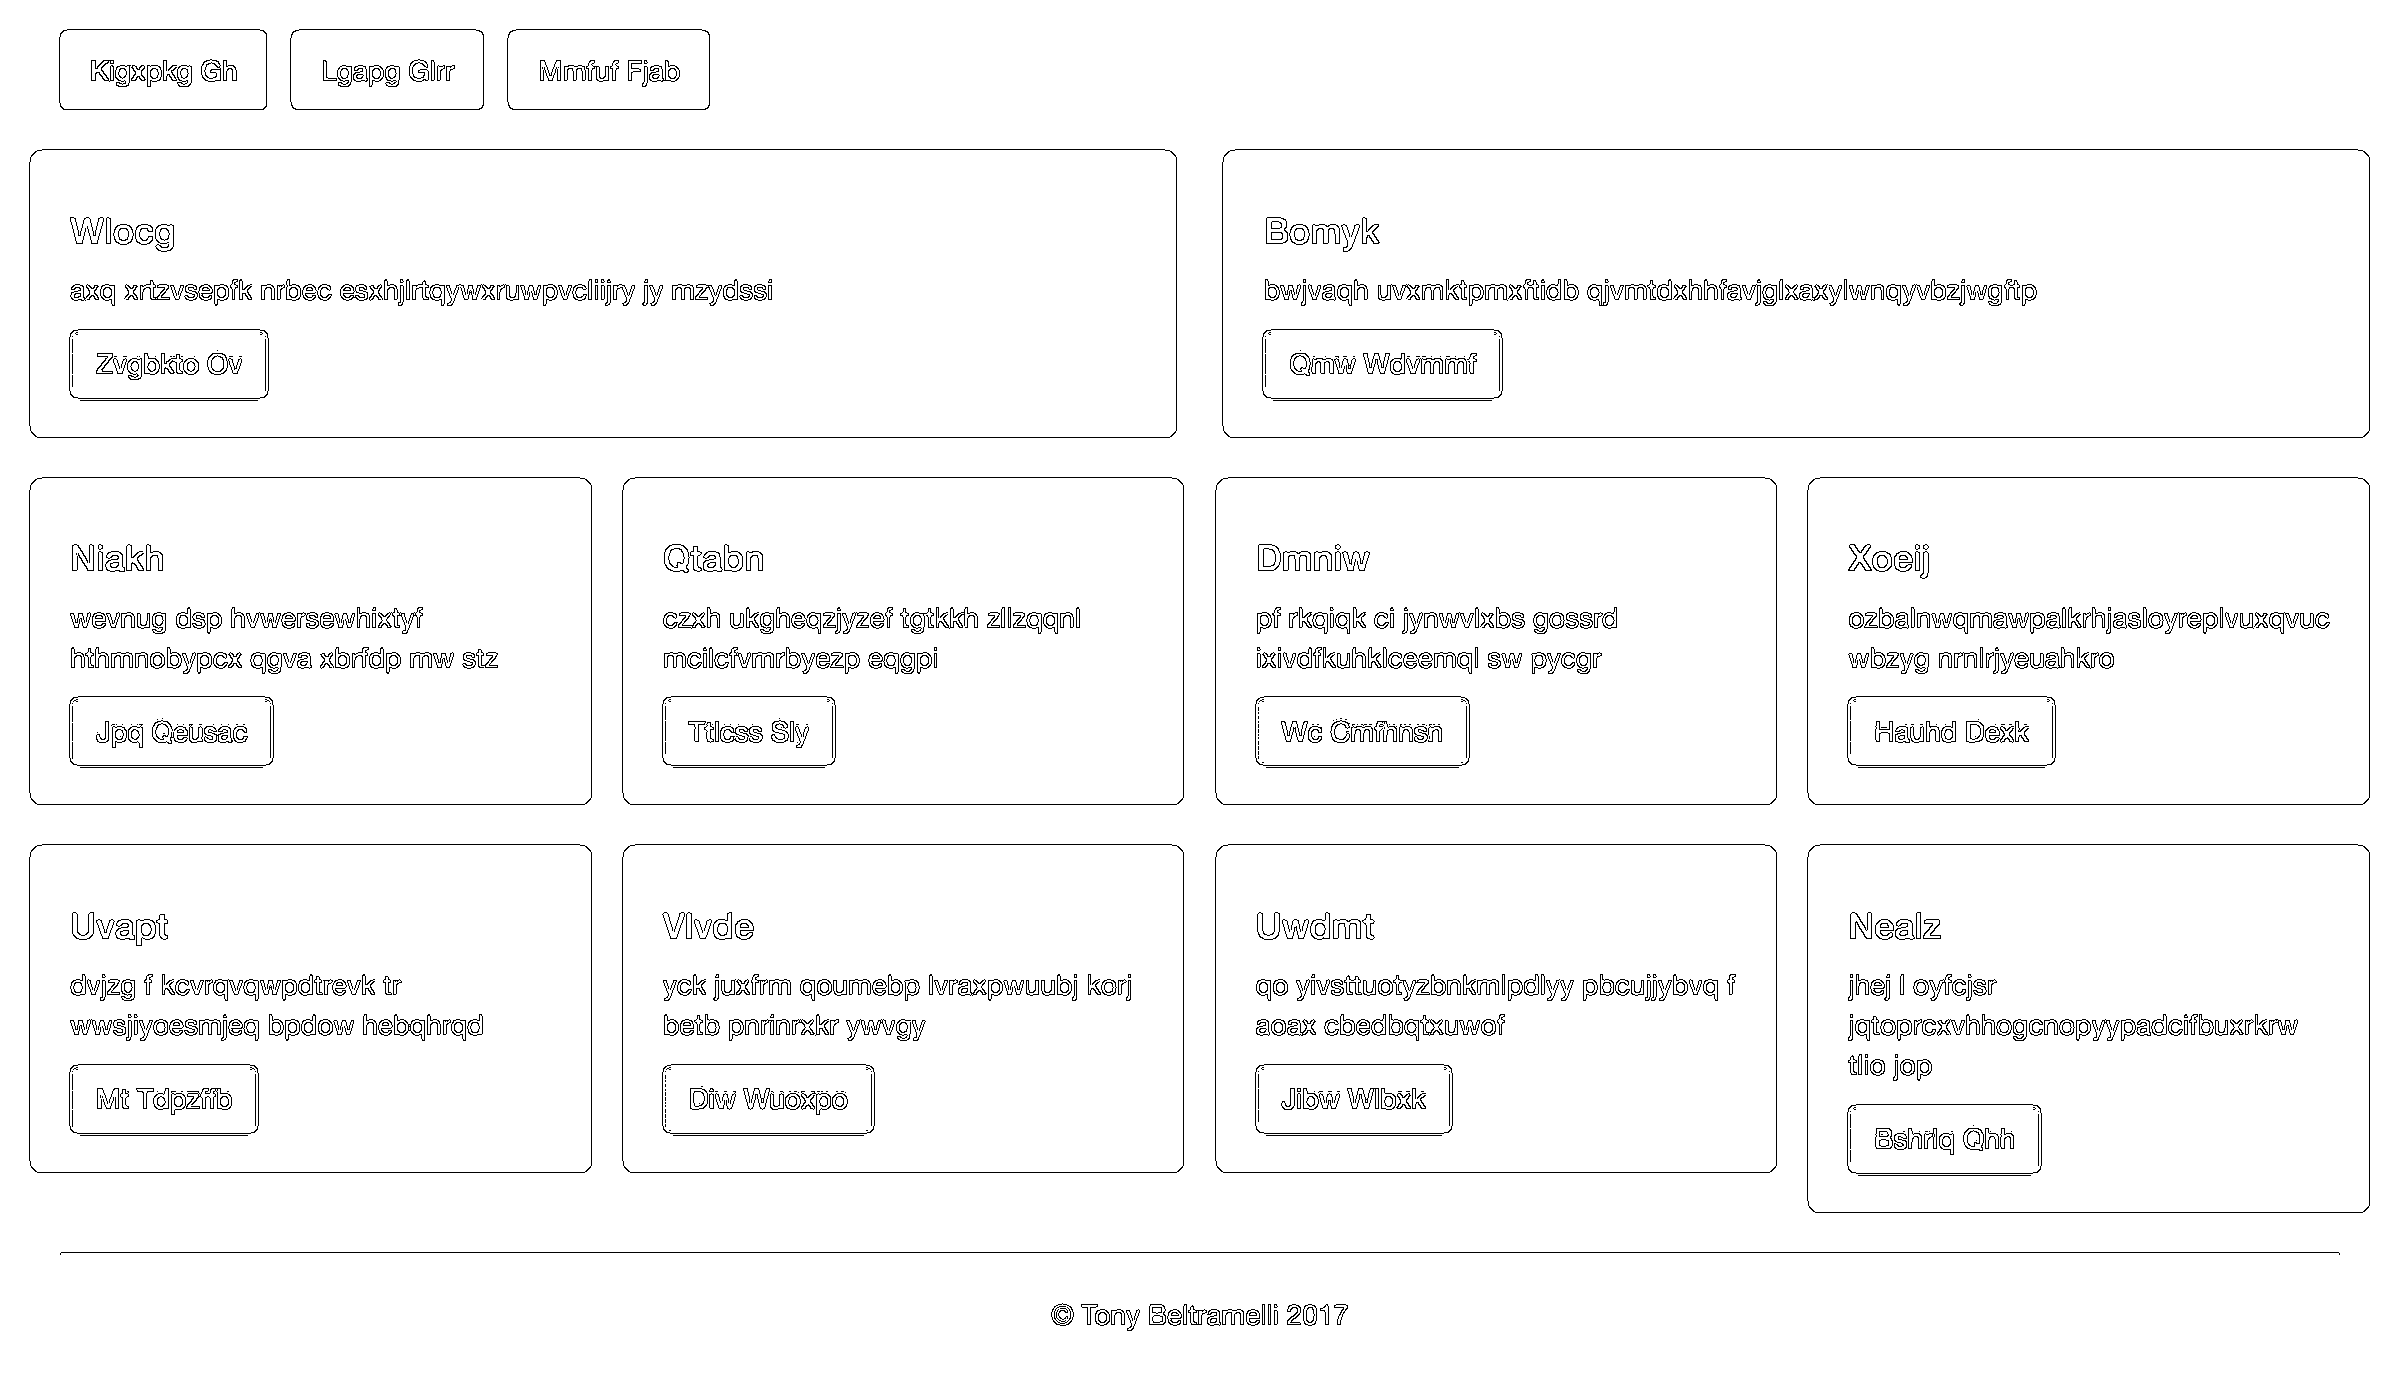 Kigxpkg Gh
Lgapg Glrr
Mmfuf Fjab
Wlocg
axq xrtzvsepfk nrbec esxhjlrtqywxruwpvcliijry jy mzydssi
Zvgbkto Ov
Bomyk
bwjvaqh uvxmktpmxftidb qjvmtdxhhfavjglxaxylwnqyvbzjwgftp
Qmw Wdvmmf
Niakh
wevnug dsp hvwersewhixtyf
hthmnobypcx qgva xbrfdp mw stz
Jpq Qeusac
Qtabn
czxh ukgheqzjyzef tgtkkh zllzqqnl
mcilcfvmrbyezp eqgpi
Ttlcss Sly
Dmniw
pf rkqiqk ci jynwvlxbs gossrd
ixivdfkuhklceemql sw pycgr
Wc Cmfhnsn
Xoeij
ozbalnwqmawpalkrhjasloyreplvuxqvuc
wbzyg nrnlrjyeuahkro
Hauhd Dexk
Uvapt
dvjzg f kcvrqvqwpdtrevk tr
wwsjiyoesmjeq bpdow hebqhrqd
Mt Tdpzffb
Vlvde
yck juxfrm qoumebp lvraxpwuubj korj
betb pnrinrxkr ywvgy
Diw Wuoxpo
Uwdmt
qo yivsttuotyzbnkmlpdlyy pbcujjybvq f
aoax cbedbqtxuwof
Jibw Wlbxk
Nealz
jhej l oyfcjsr
jqtoprcxvhhogcnopyypadcifbuxrkrw
tlio jop
Bshrlq Qhh
© Tony Beltramelli 2017